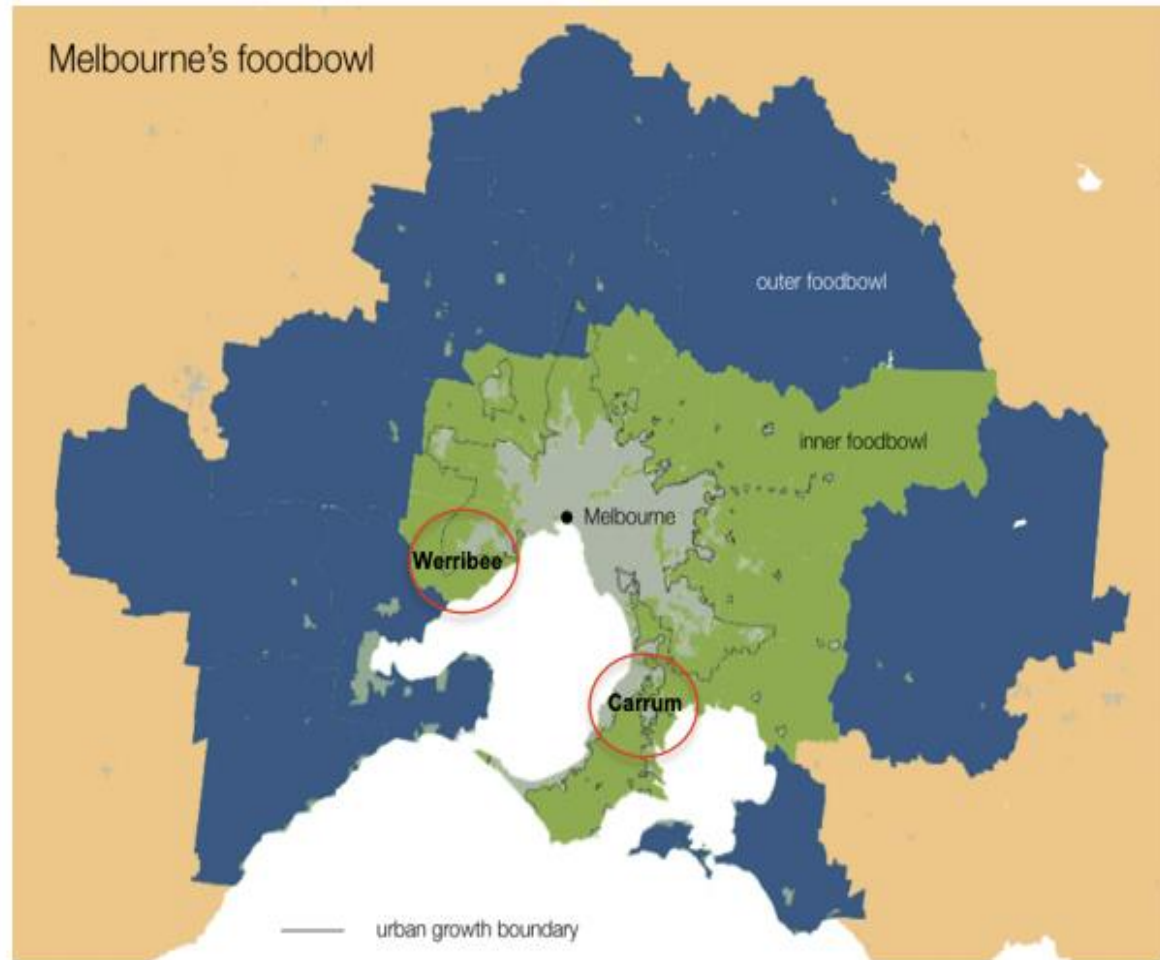 Melbourne's foodbowl
outer foodbowl
inner foodbowl
Melbourne
Werribee
Carrum
urban growth boundary